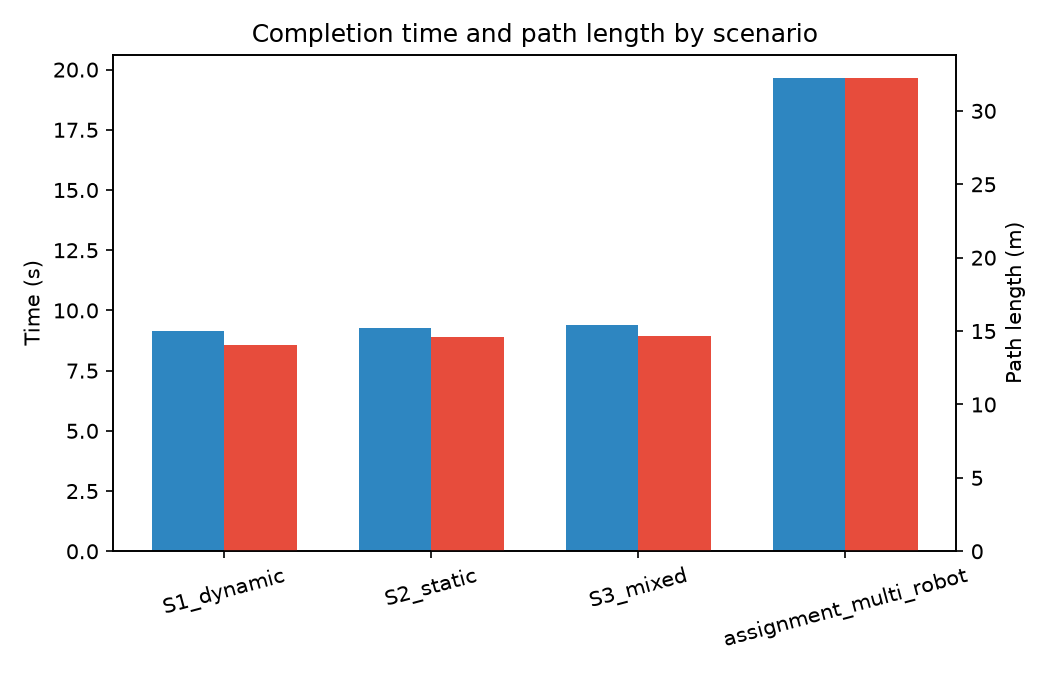 Completion time and path length by scenario
Time (s)
20.0
17.5
15.0
12.5
10.0
7.5
5.0
2.5
0.0
30
25
20
15
10
5
0
Path length (m)
S1_dynamic
S2_static
S3_mixed
assignment_multi_robot